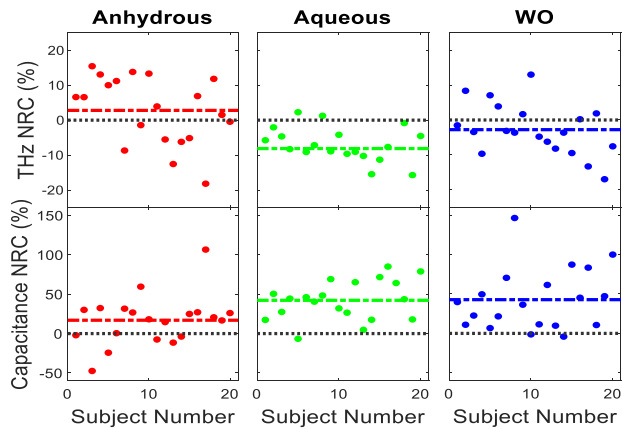 Anhydrous Aqueous WO
THz NRC (%)
20
10
0
-10
-20
Capacitance NRC (%)
150
100
50
0
-50
0 10 20 0 10 20 0 10 20
Subject Number Subject Number Subject Number